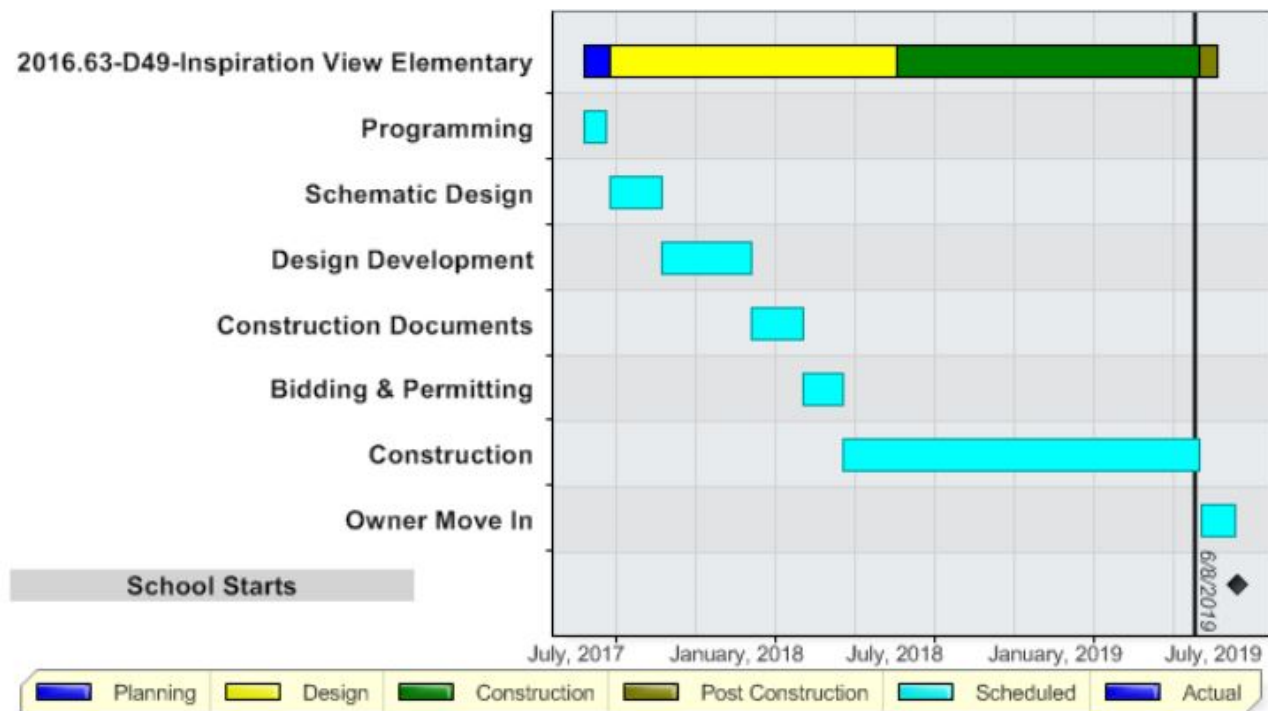 2016.63-D49-Inspiration View Elementary
Programming
Schematic Design
Design Development
Construction Documents
Bidding & Permitting
Construction
Owner Move In
School Starts
6/8/2019
July, 2017 January, 2018 July, 2018 January, 2019 July, 2019
Planning Design Construction Post Construction Scheduled Actual